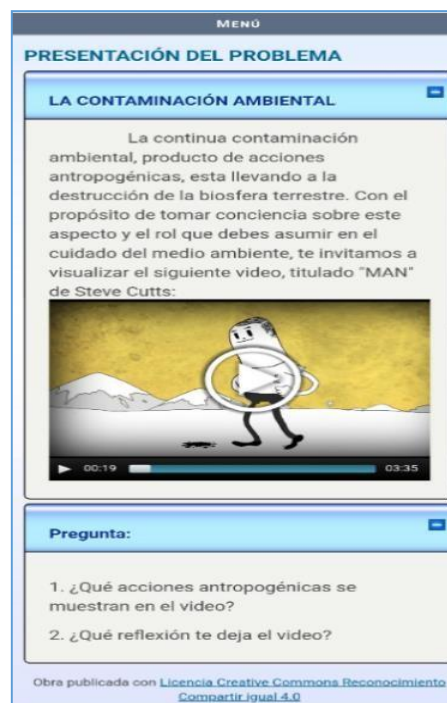 MENÚ
PRESENTACIÓN DEL PROBLEMA
LA CONTAMINACIÓN AMBIENTAL
La continua contaminación
ambiental, producto de acciones
antropogénicas, esta llevando a la
destrucción de la biosfera terrestre. Con el
propósito de tomar conciencia sobre este
aspecto y el rol que debes asumir en el
cuidado del medio ambiente, te invitamos a
visualizar el siguiente video, titulado "MAN"
de Steve Cutts:
00:19 03:35
Pregunta:
1. ¿Qué acciones antropogénicas se
muestran en el video?
2. ¿Qué reflexión te deja el video?
Obra publicada con Licencia Creative Commons Reconocimiento
Compartir igual 4.0